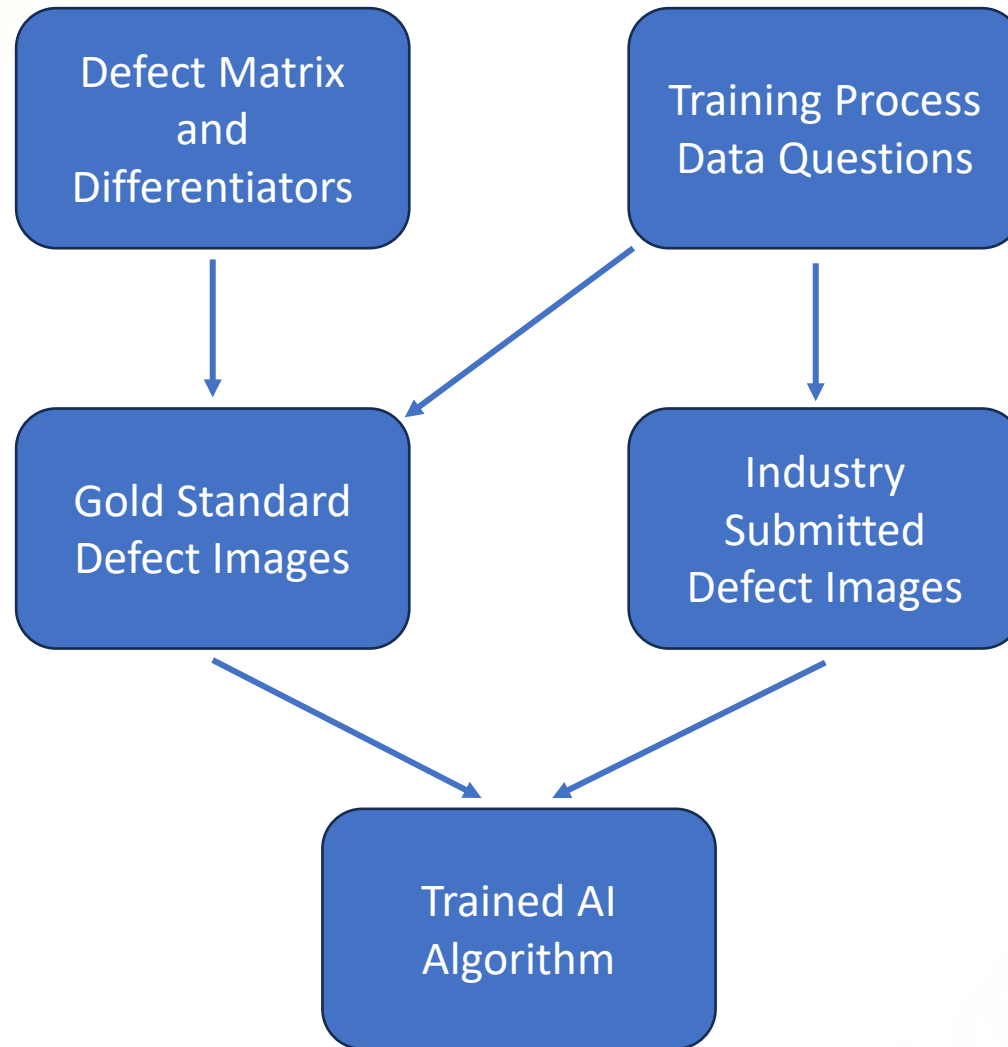 Defect Matrix
and
Differentiators
Training Process
Data Questions
Gold Standard
Defect Images
Industry
Submitted
Defect Images
Trained AI
Algorithm